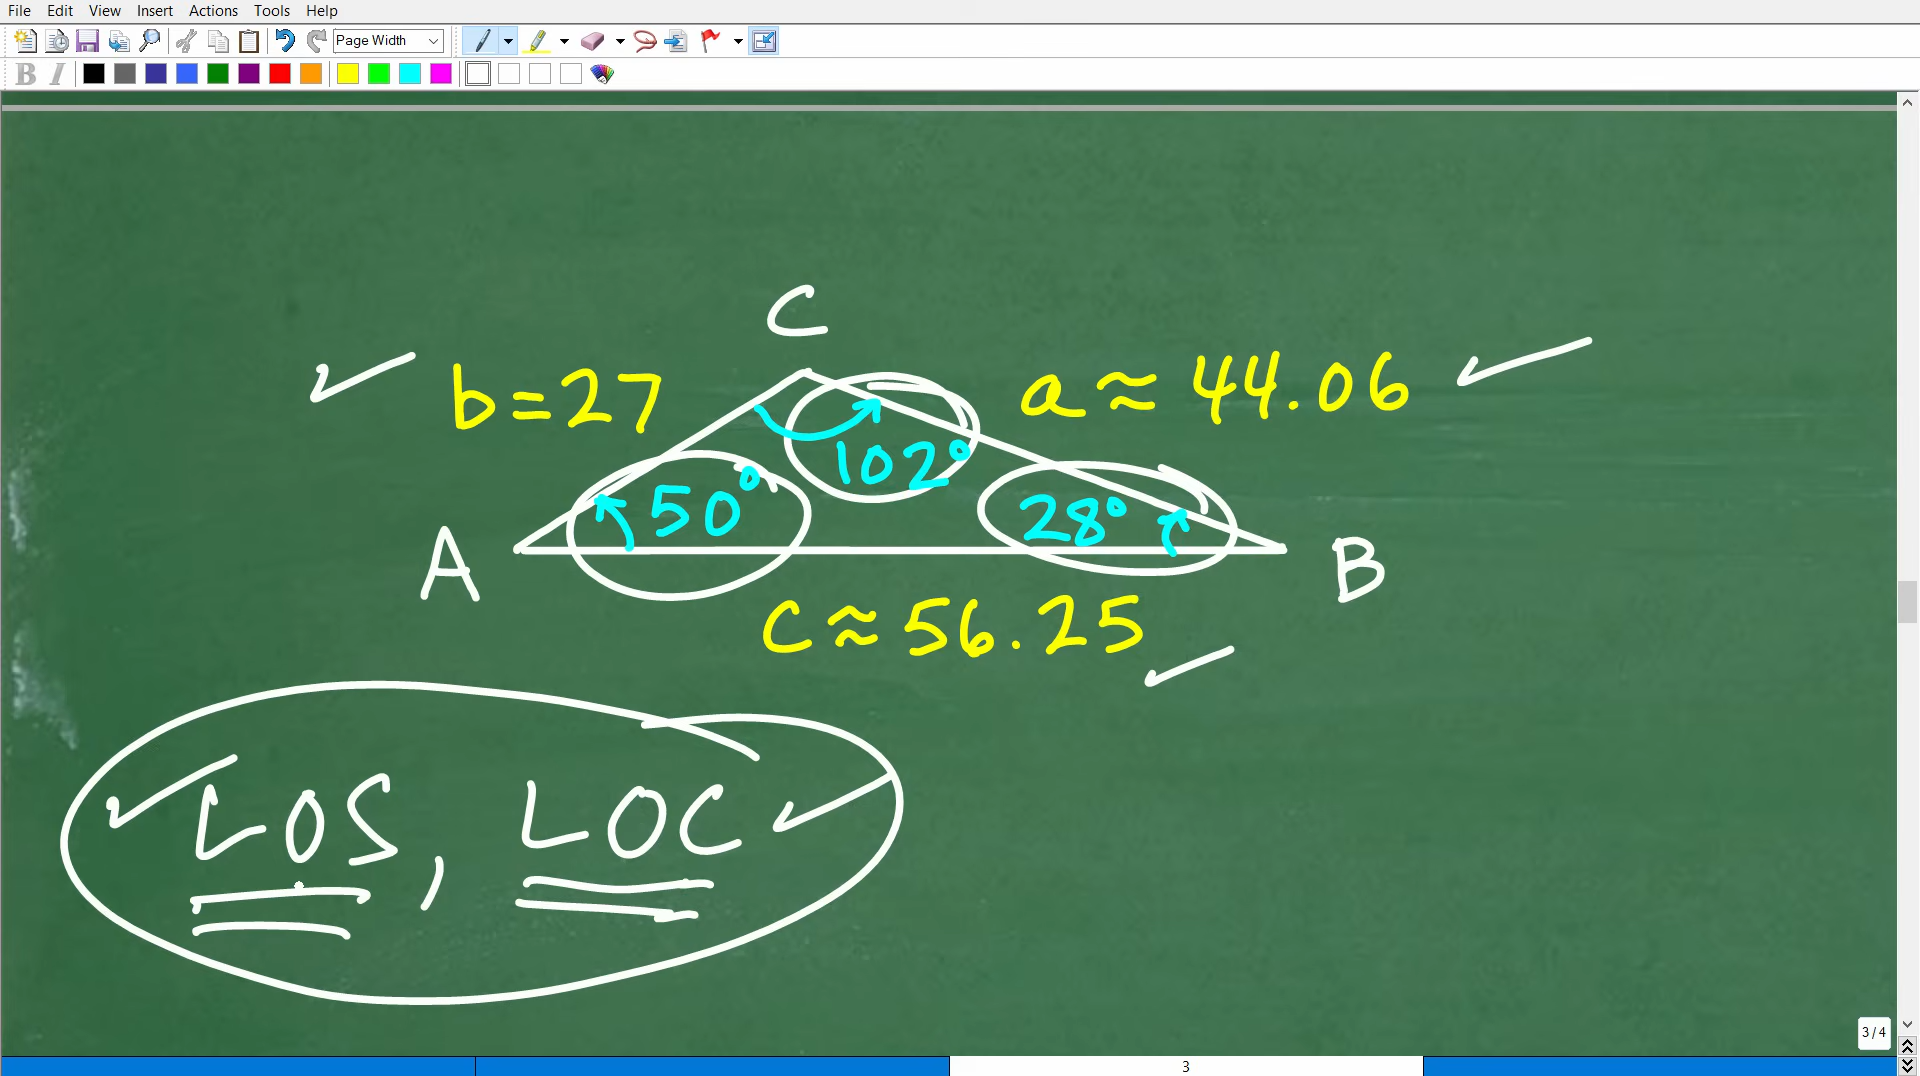 File Edit View Insert Actions Tools Help
Page Width
B I
C
b=27
a≈44.06
102°
50°
28°
A
B
c≈56.25
LOS, LOC
3/4
3